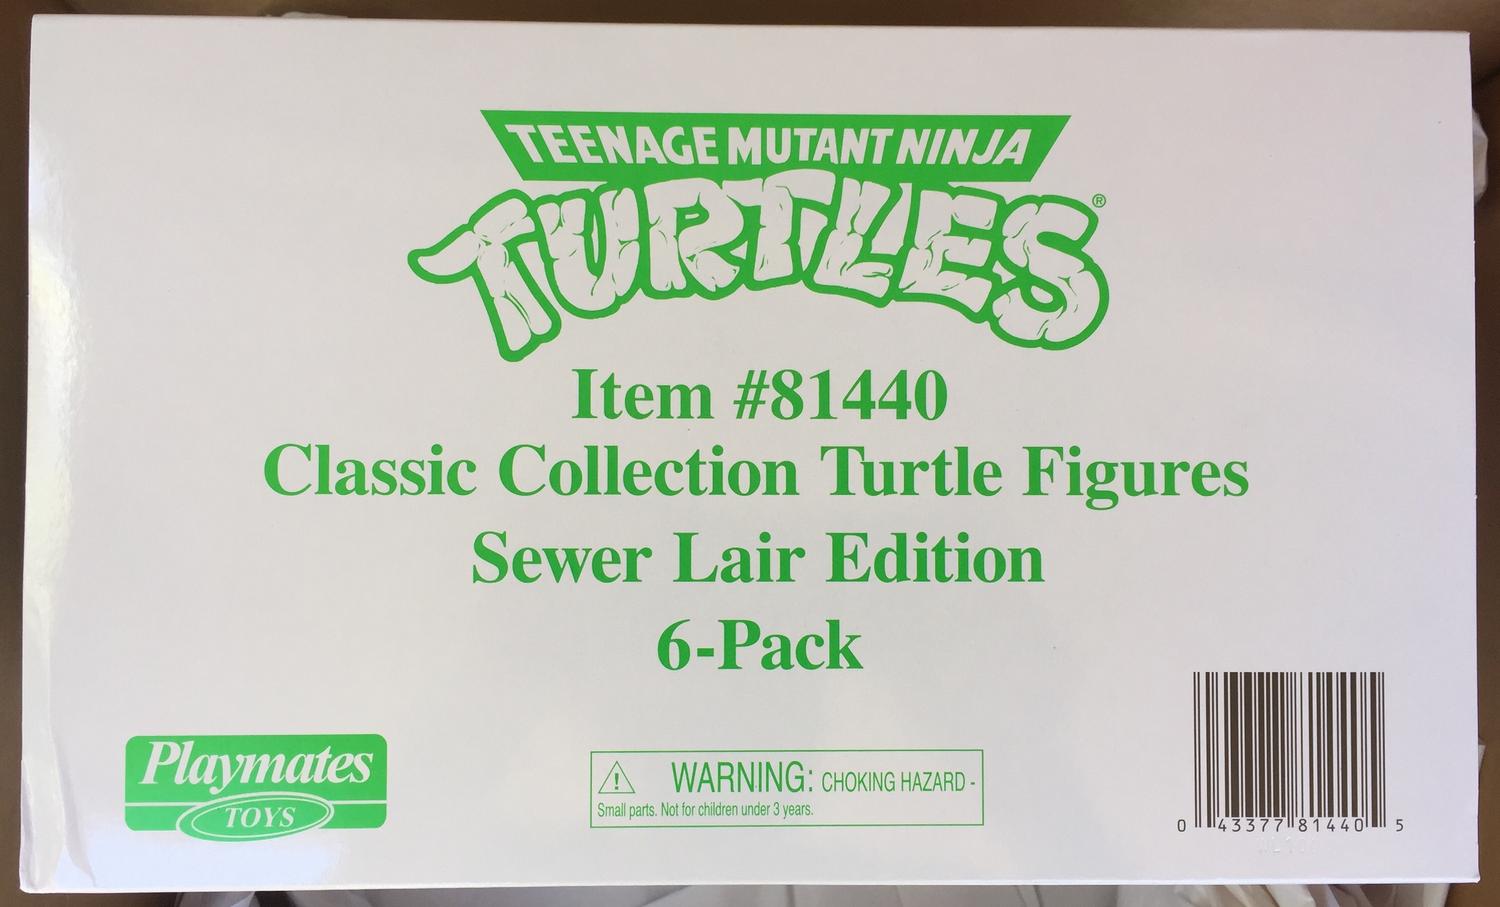 TEENAGE MUTANT NINJA
TURTLES®
Item #81440
Classic Collection Turtle Figures
Sewer Lair Edition
6-Pack
Playmates
TOYS
WARNING: CHOKING HAZARD -
Small parts. Not for children under 3 years.
0 43377 81440 5